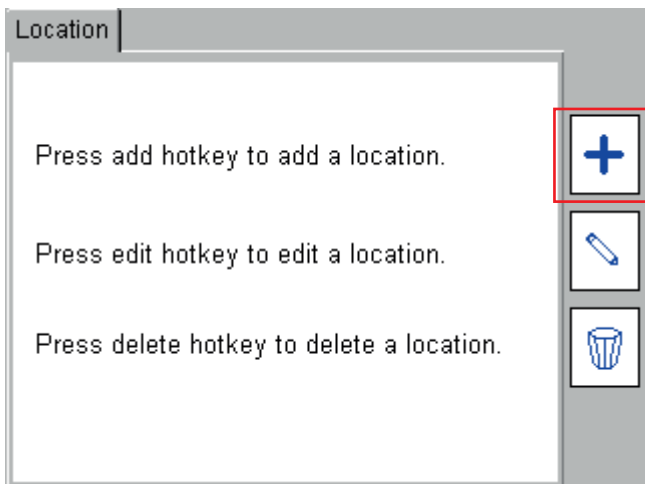 Location
Press add hotkey to add a location.
Press edit hotkey to edit a location.
Press delete hotkey to delete a location.